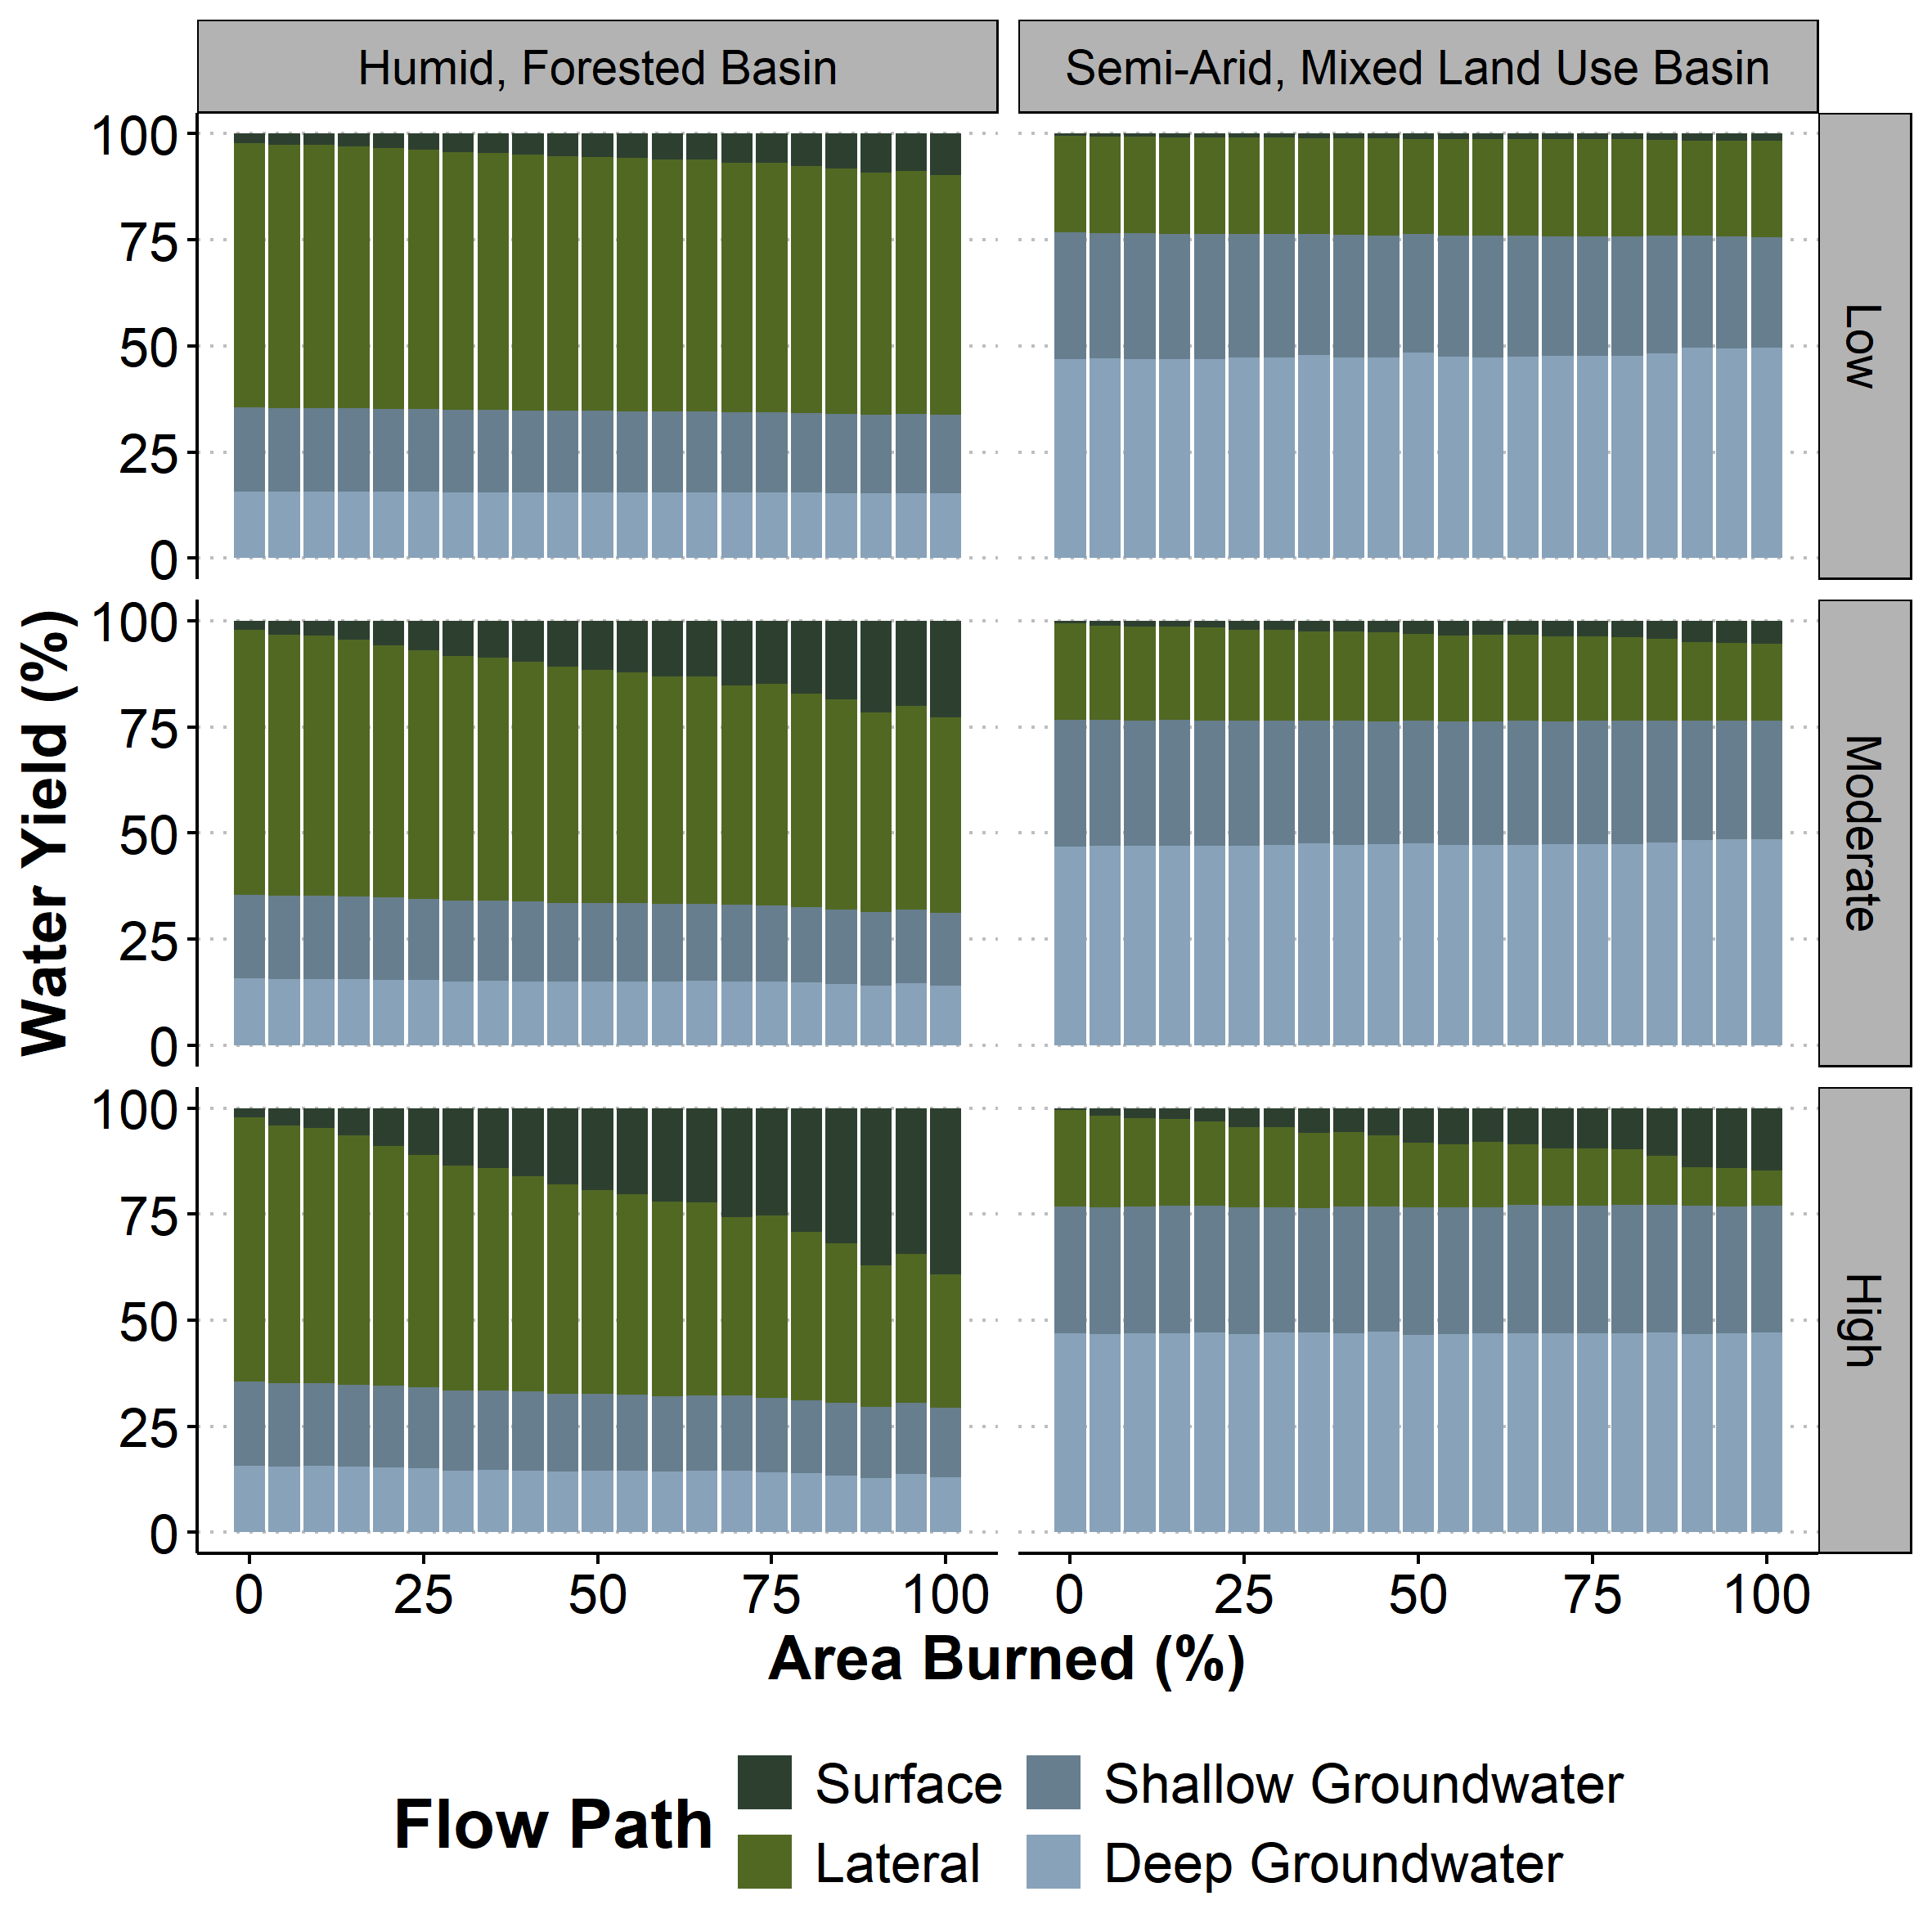 Humid, Forested Basin
Semi-Arid, Mixed Land Use Basin
Water Yield (%)
100
75
50
25
0
Low
100
75
50
25
0
Moderate
100
75
50
25
0
High
0 25 50 75 100
0 25 50 75 100
Area Burned (%)
Flow Path
Surface
Shallow Groundwater
Lateral
Deep Groundwater